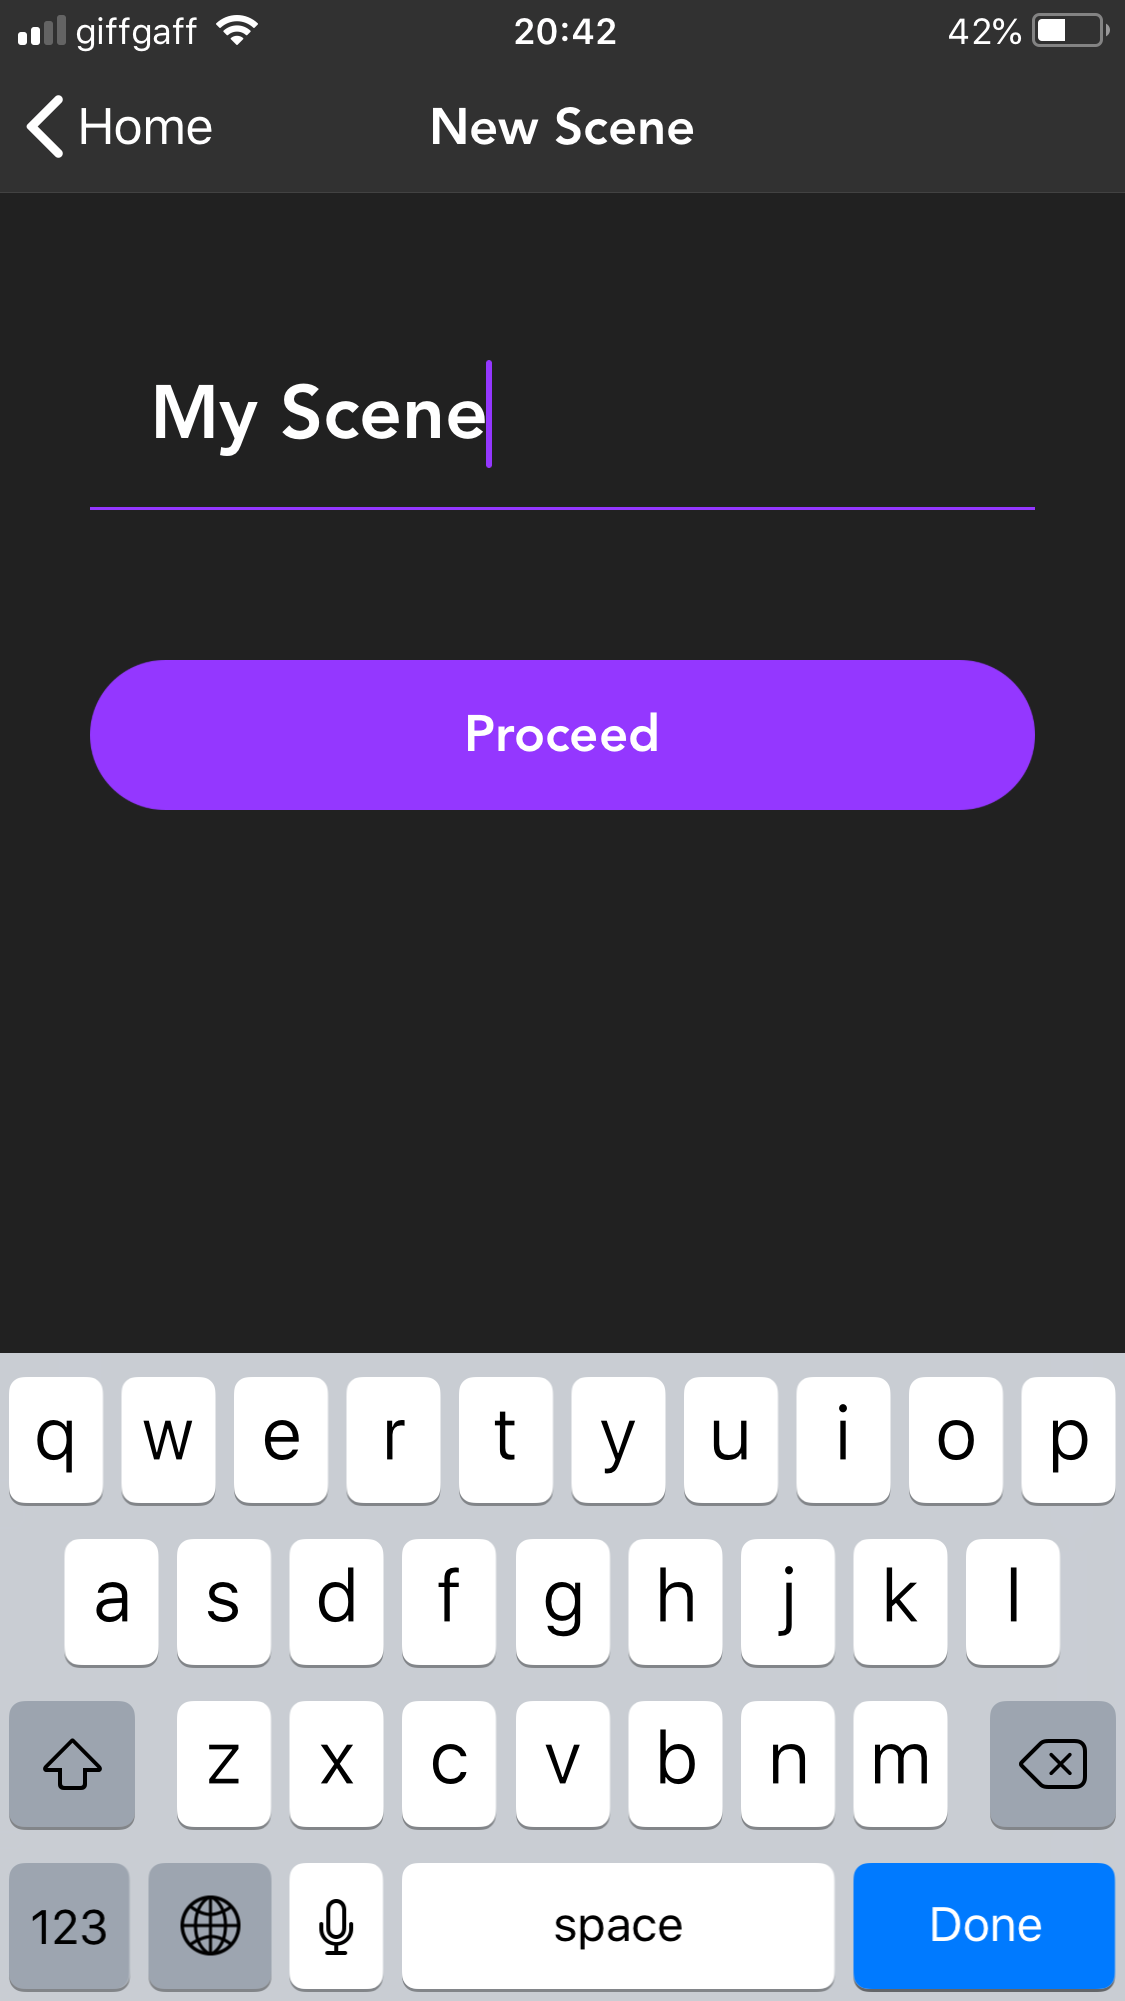 giffgaff 20:42 42%
Home New Scene
My Scene
Proceed
q w e r t y u i o p
a s d f g h j k l
z x c v b n m
123 space Done